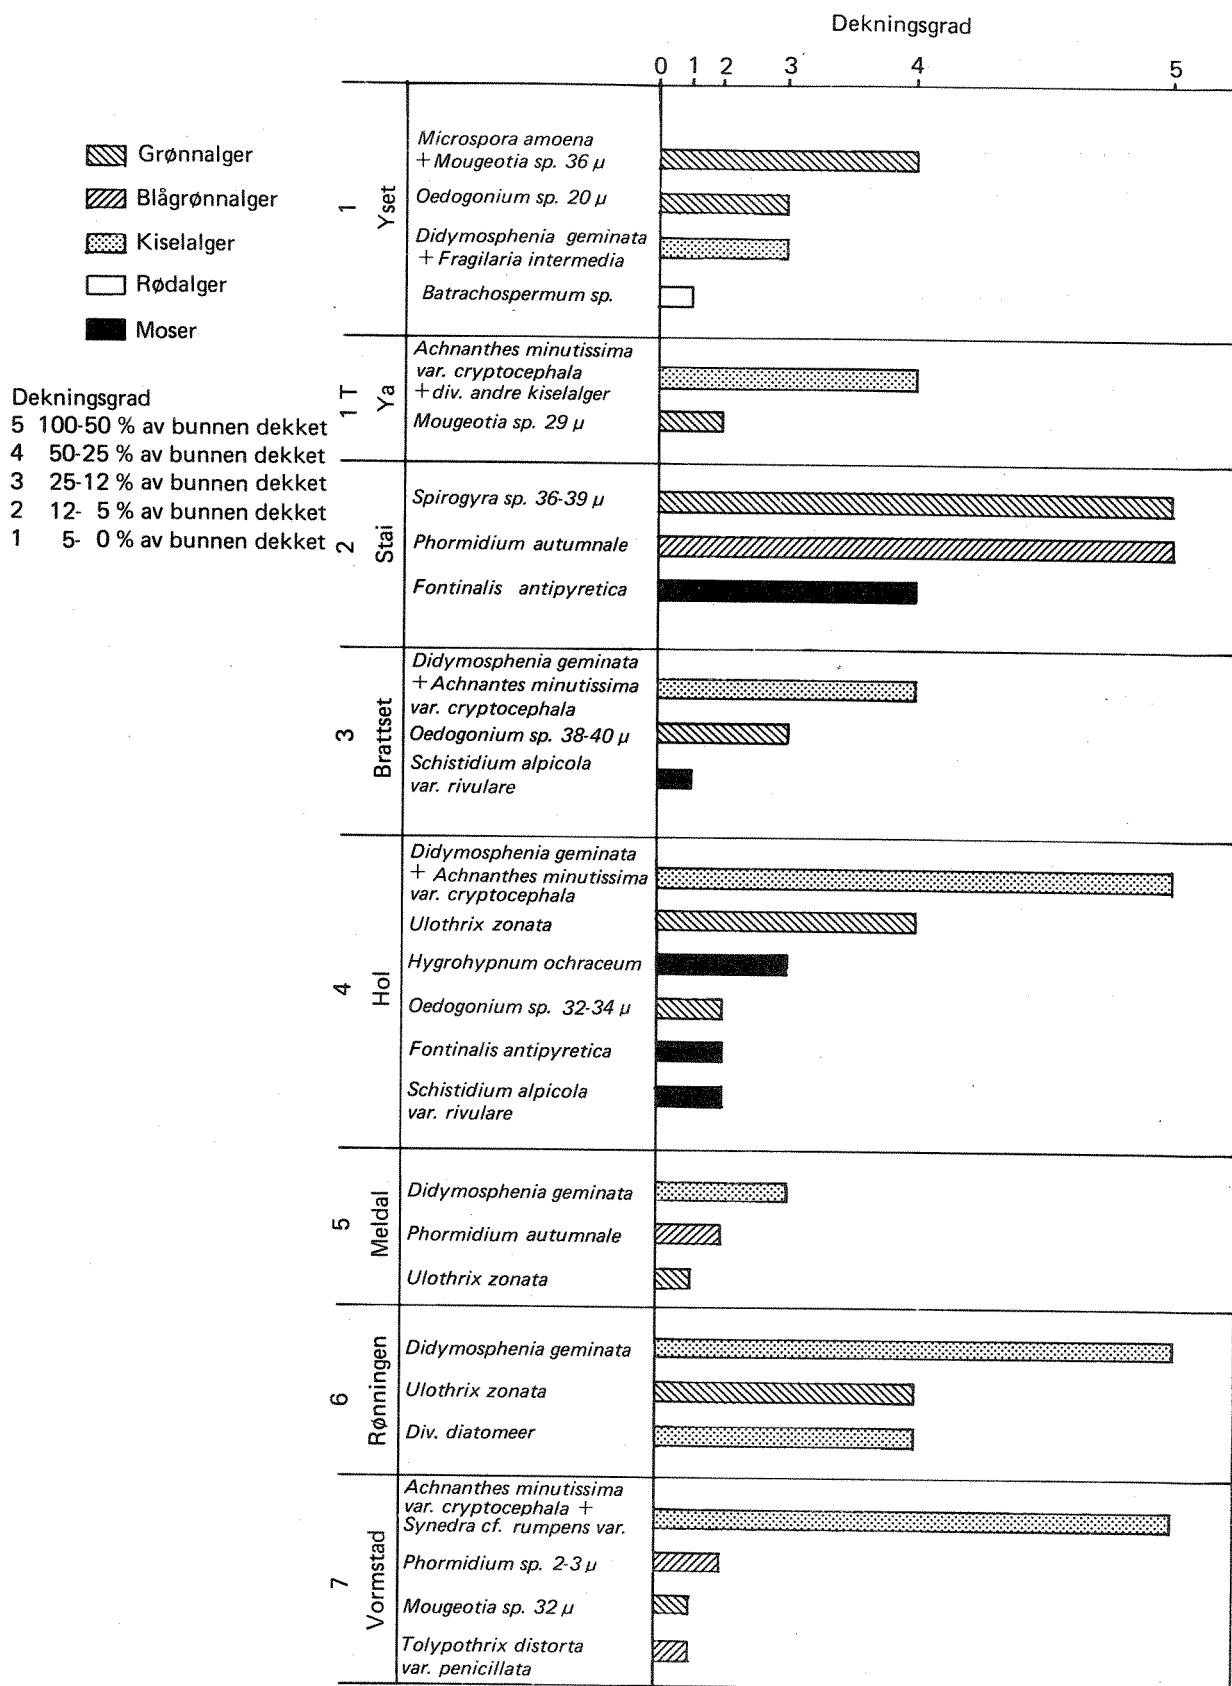 Dekningsgrad
0 1 2 3 4 5
Grønnalger
Blågrønnalger
Kiselalger
Rødalger
Moser
Dekningsgrad
5 100-50 % av bunnen dekket
4 50-25 % av bunnen dekket
3 25-12 % av bunnen dekket
2 12- 5 % av bunnen dekket
1 5- 0 % av bunnen dekket
1
Yset
Microspora amoena
+Mougeotia sp. 36 µ
Oedogonium sp. 20 µ
Didymosphenia geminata
+ Fragilaria intermedia
Batrachospermum sp.
1 T
Ya
Achnanthes minutissima
var. cryptocephala
+div. andre kiselalger
Mougeotia sp. 29 µ
2
Stai
Spirogyra sp. 36-39 µ
Phormidium autumnale
Fontinalis antipyretica
3
Brattset
Didymosphenia geminata
+Achnantes minutissima
var. cryptocephala
Oedogonium sp. 38-40 µ
Schistidium alpicola
var. rivulare
4
Hol
Didymosphenia geminata
+ Achnanthes minutissima
var. cryptocephala
Ulothrix zonata
Hygrohypnum ochraceum
Oedogonium sp. 32-34 µ
Fontinalis antipyretica
Schistidium alpicola
var. rivulare
5
Meldal
Didymosphenia geminata
Phormidium autumnale
Ulothrix zonata
6
Rønningen
Didymosphenia geminata
Ulothrix zonata
Div. diatomeer
7
Vormstad
Achnanthes minutissima
var. cryptocephala +
Synedra cf. rumpens var.
Phormidium sp. 2-3 µ
Mougeotia sp. 32 µ
Tolypothrix distorta
var. penicillata